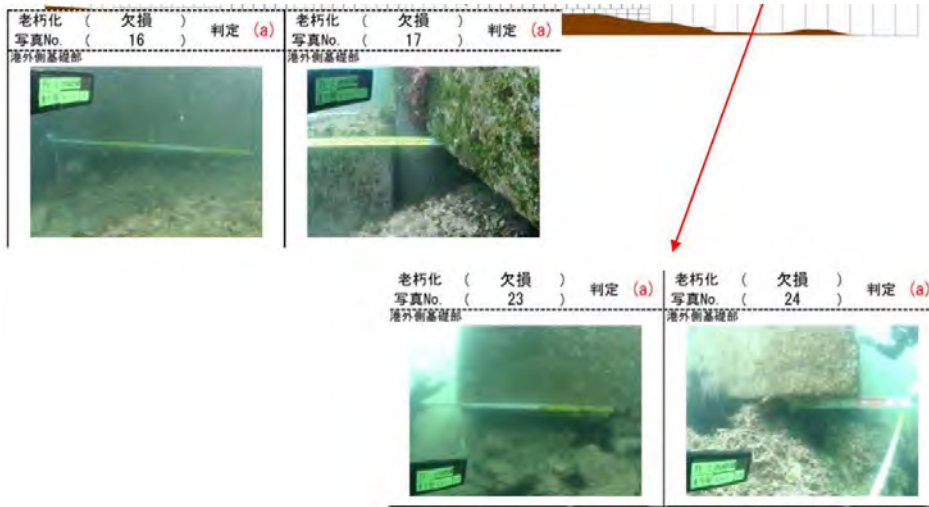 老朽化 ( 欠損 ) 判定 (a)
写真No. ( 16 )
港外側基礎部
老朽化 ( 欠損 ) 判定 (a)
写真No. ( 17 )
港外側基礎部
老朽化 ( 欠損 ) 判定 (a)
写真No. ( 23 )
港外側基礎部
老朽化 ( 欠損 ) 判定 (a)
写真No. ( 24 )
港外側基礎部